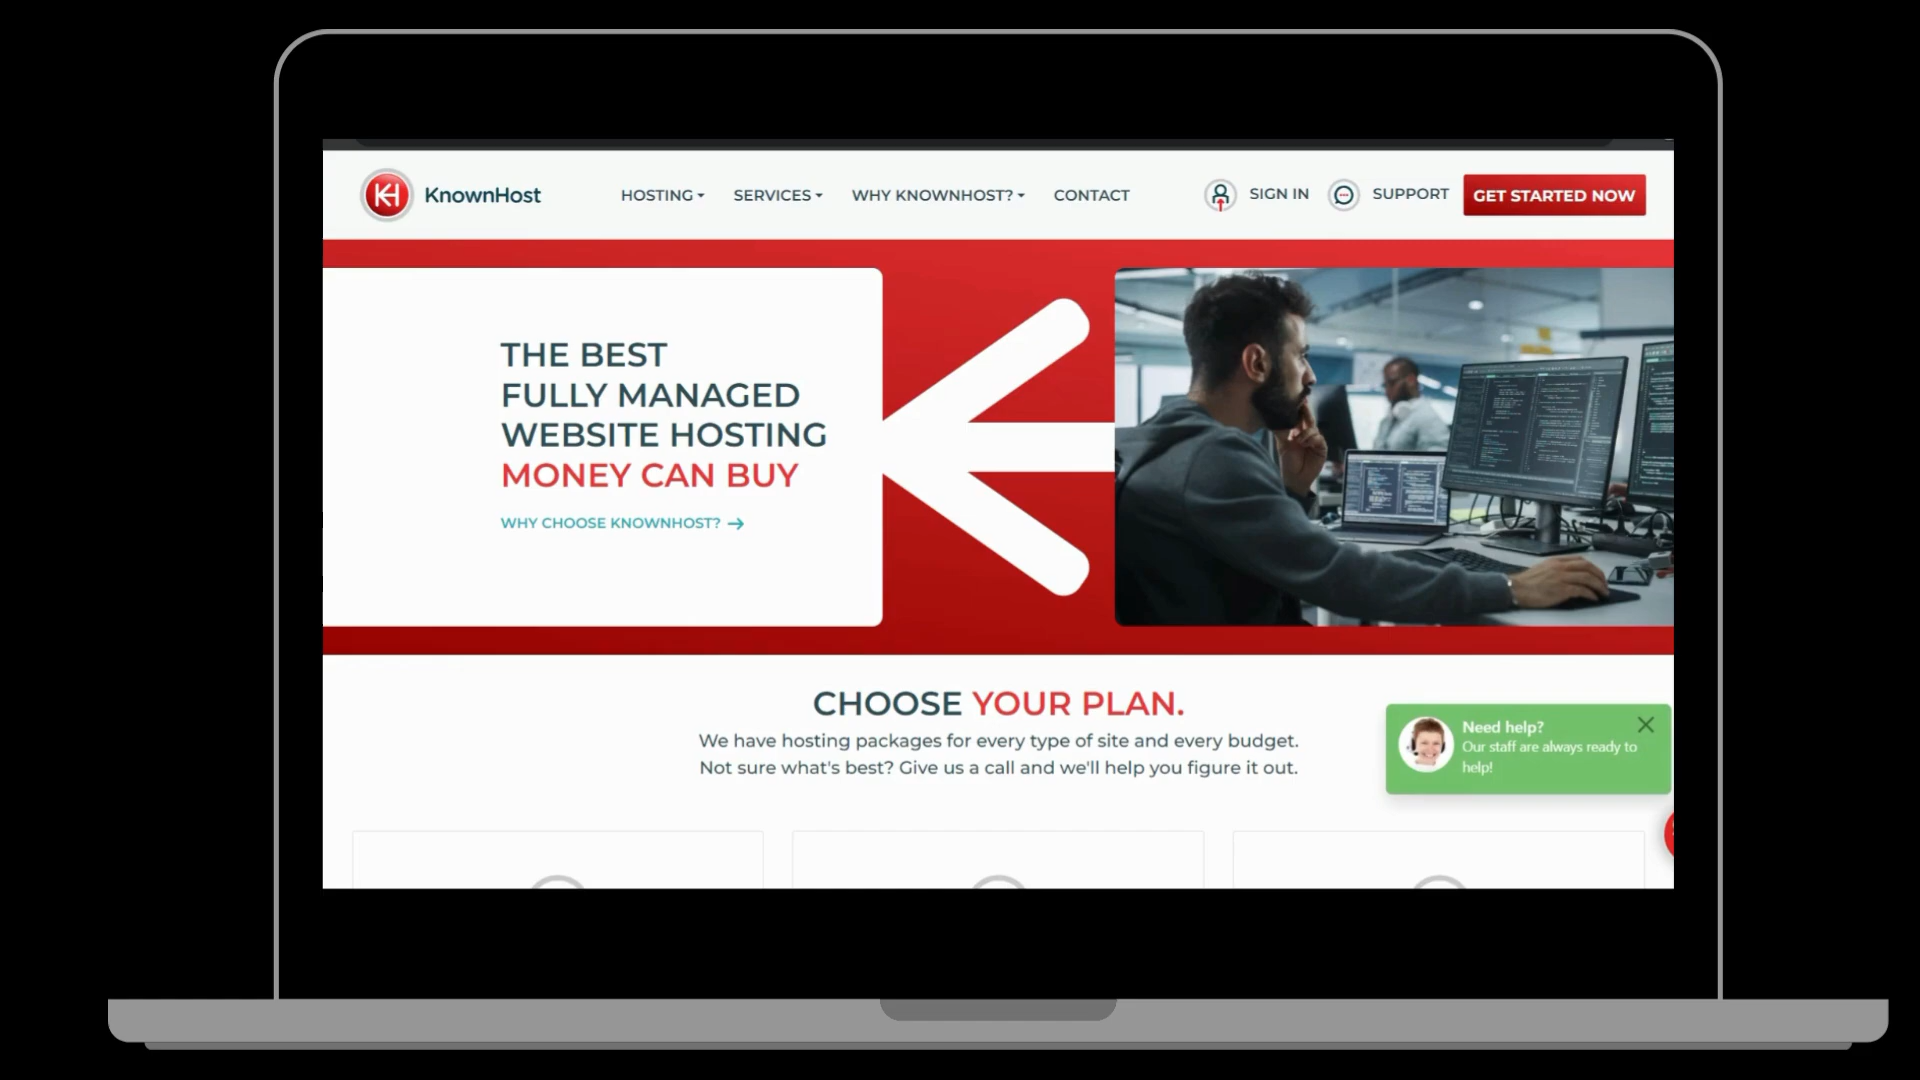 KH KnownHost
HOSTING
SERVICES
WHY KNOWNHOST?
CONTACT
SIGN IN
SUPPORT
GET STARTED NOW
THE BEST
FULLY MANAGED
WEBSITE HOSTING
MONEY CAN BUY
WHY CHOOSE KNOWNHOST? →
CHOOSE YOUR PLAN.
We have hosting packages for every type of site and every budget.
Not sure what's best? Give us a call and we'll help you figure it out.
Need help?
Our staff are always ready to
help!